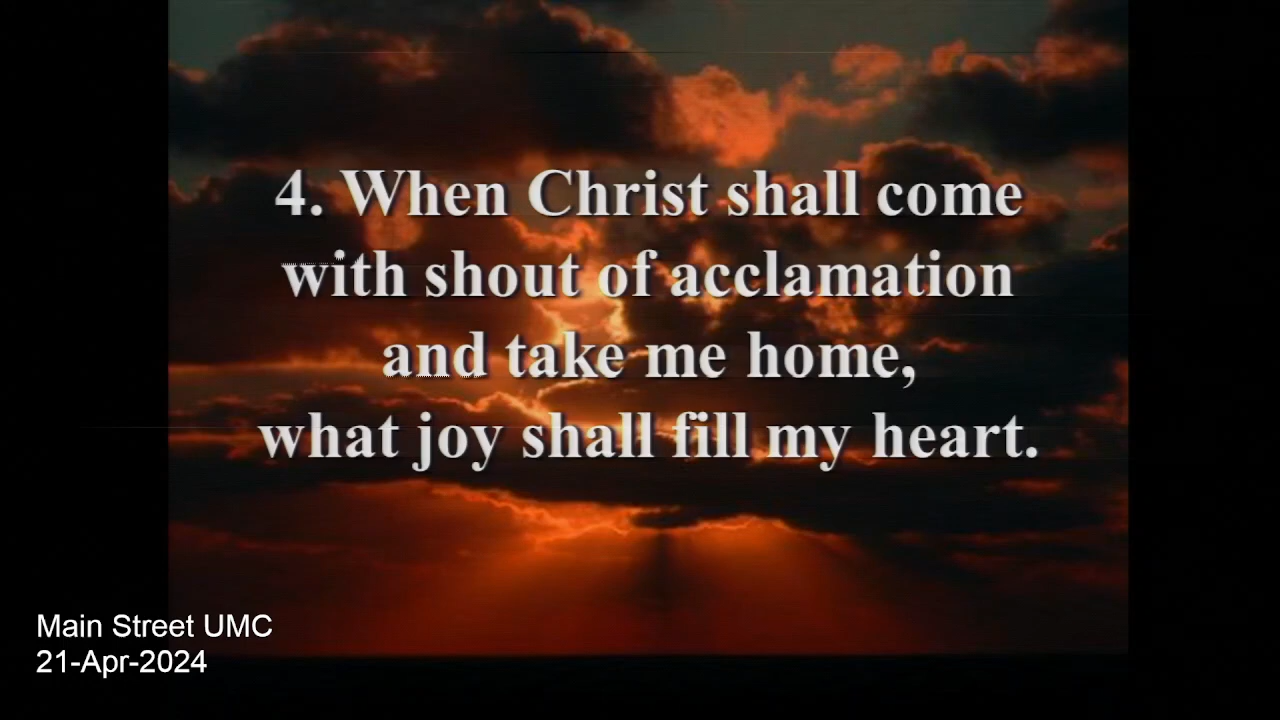 4. When Christ shall come
with shout of acclamation
and take me home,
what joy shall fill my heart.
Main Street UMC
21-Apr-2024